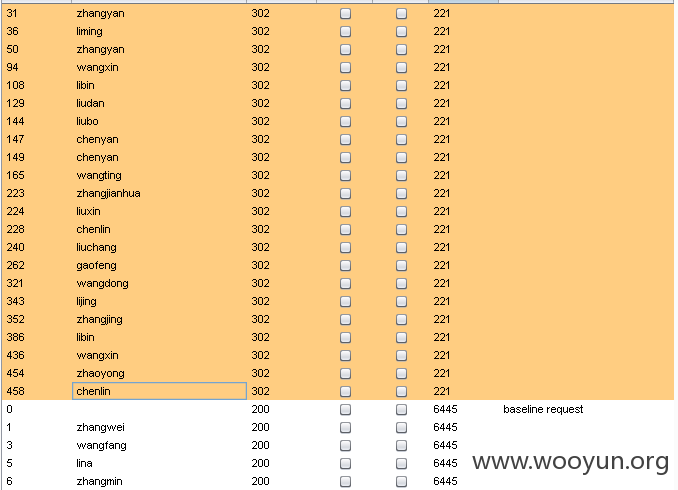 31 zhangyan 302 221
36 liming 302 221
50 zhangyan 302 221
94 wangxin 302 221
108 libin 302 221
129 liudan 302 221
144 liubo 302 221
147 chenyan 302 221
149 chenyan 302 221
165 wangting 302 221
223 zhangjianhua 302 221
224 liuxin 302 221
228 chenlin 302 221
240 liuchang 302 221
262 gaofeng 302 221
321 wangdong 302 221
343 lijing 302 221
352 zhangjing 302 221
386 libin 302 221
436 wangxin 302 221
454 zhaoyong 302 221
458 chenlin 302 221
0 200 6445 baseline request
1 zhangwei 200 6445
3 wangfang 200 6445
5 lina 200 6445
6 zhangmin 200 6445
www.wooyun.org